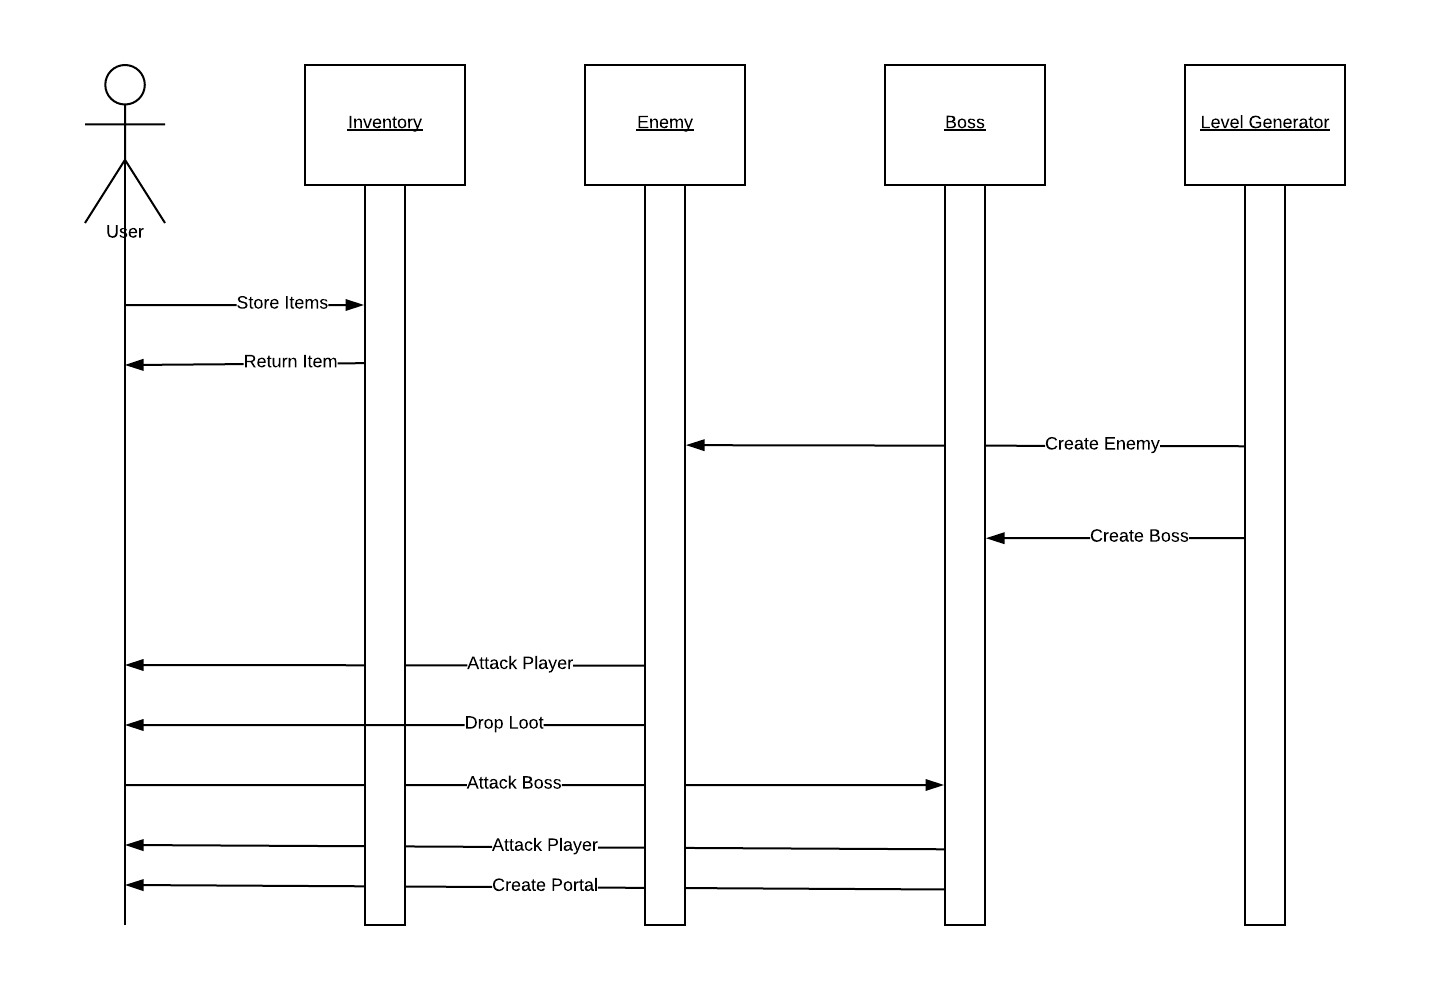 User
Inventory
Enemy
Boss
Level Generator
Store Items
Return Item
Create Enemy
Create Boss
Attack Player
Drop Loot
Attack Boss
Attack Player
Create Portal